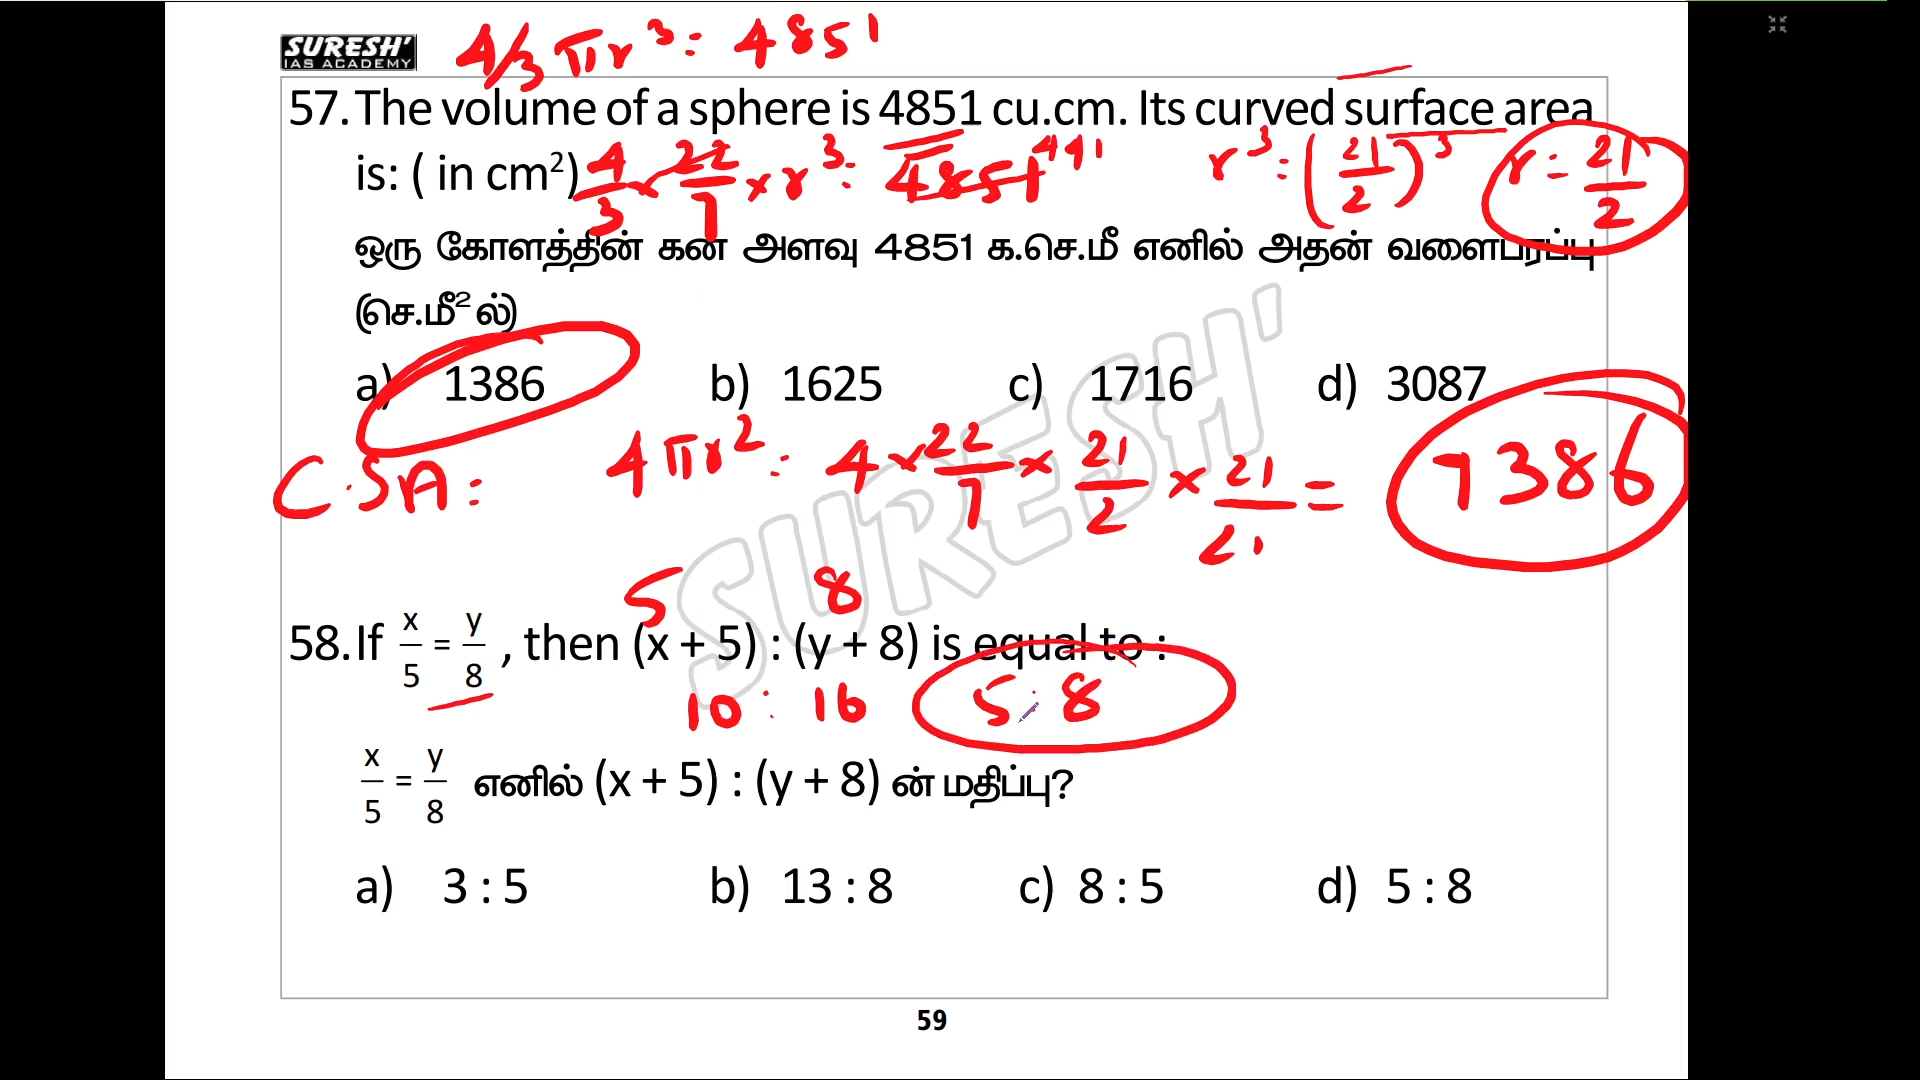 SURESH'
IAS ACADEMY
4/3 πr³ = 4851
57. The volume of a sphere is 4851 cu.cm. Its curved surface area
is: ( in cm²)
4/3 × 22/7 × r³ = 4851 441
r³ = (21/2)³ r = 21/2
ஒரு கோளத்தின் கன அளவு 4851 க.செ.மீ எனில் அதன் வளைபரப்பு
(செ.மீ² ல்)
a) 1386 b) 1625 c) 1716 d) 3087
C.SA = 4πr² = 4 × 22/7 × 21/2 × 21/2 = 1386
5 8
58. If x/5 = y/8 , then (x + 5) : (y + 8) is equal to :
10 : 16 5 : 8
x/5 = y/8 எனில் (x + 5) : (y + 8) ன் மதிப்பு?
a) 3 : 5 b) 13 : 8 c) 8 : 5 d) 5 : 8
59
SURESH'